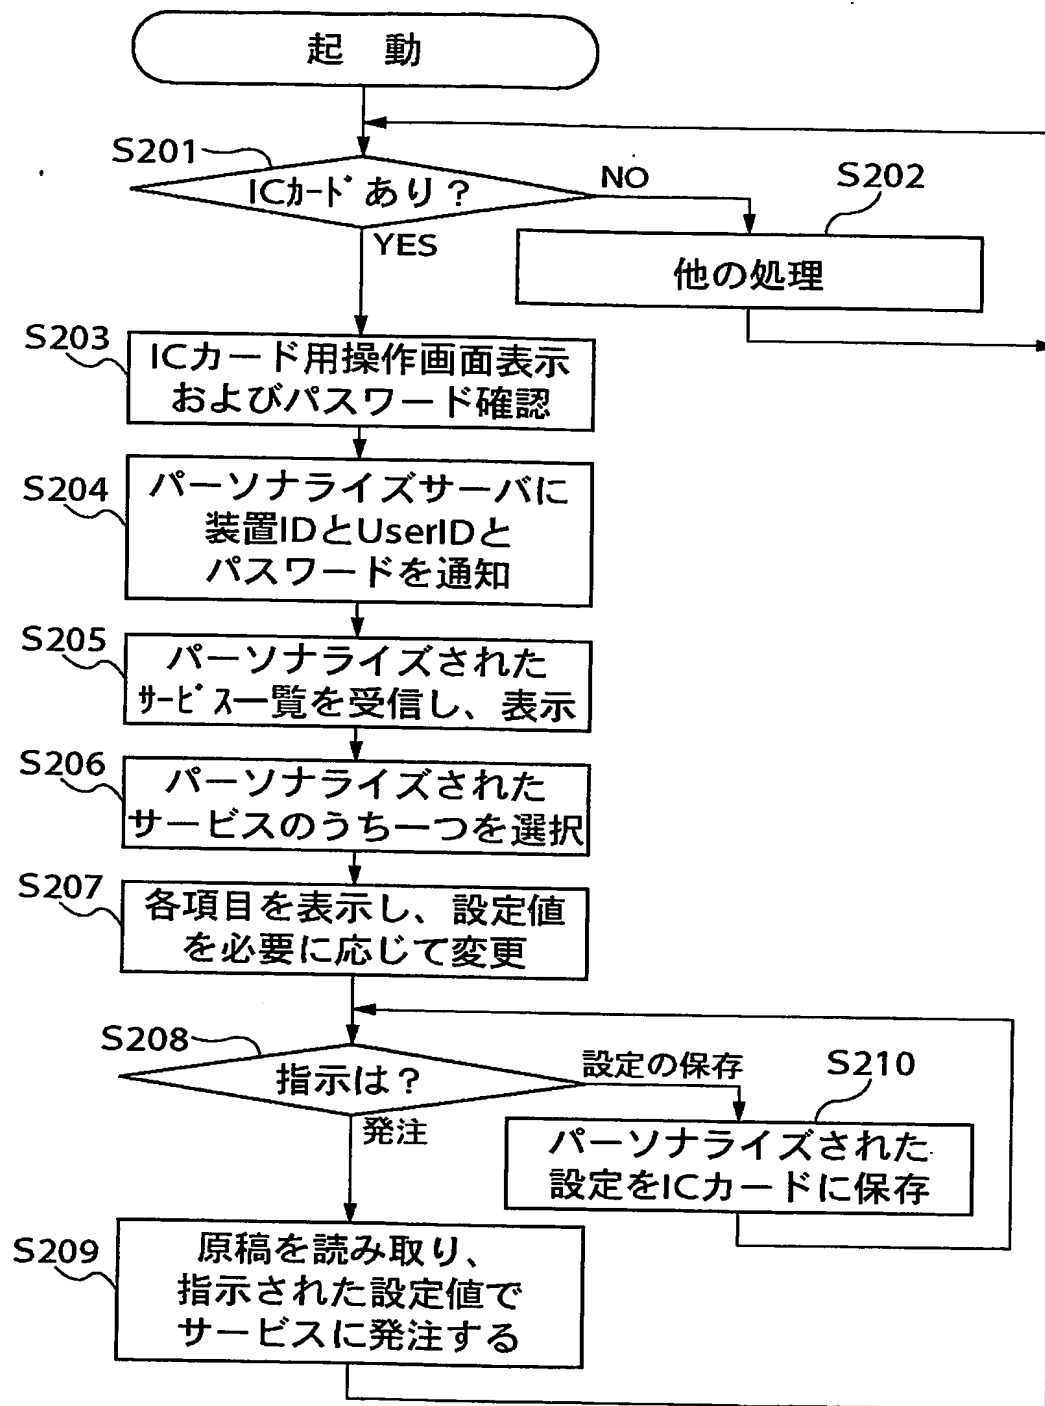 起 動
S201
ICｶｰﾄﾞあり？
NO
S202
YES
他の処理
S203
ICカード用操作画面表示
およびパスワード確認
S204
パーソナライズサーバに
装置IDとUserIDと
パスワードを通知
S205
パーソナライズされた
ｻｰﾋﾞｽ一覧を受信し、表示
S206
パーソナライズされた
サービスのうち一つを選択
S207
各項目を表示し、設定値
を必要に応じて変更
S208
指示は？
設定の保存
S210
発注
パーソナライズされた
設定をICカードに保存
S209
原稿を読み取り、
指示された設定値で
サービスに発注する